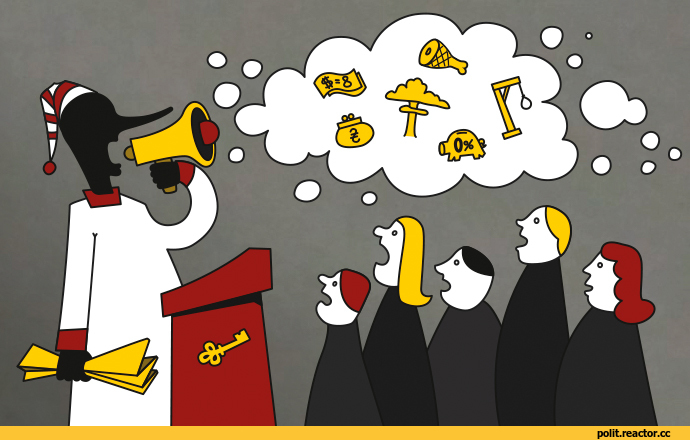 $=8
₴
0%
polit.reactor.cc